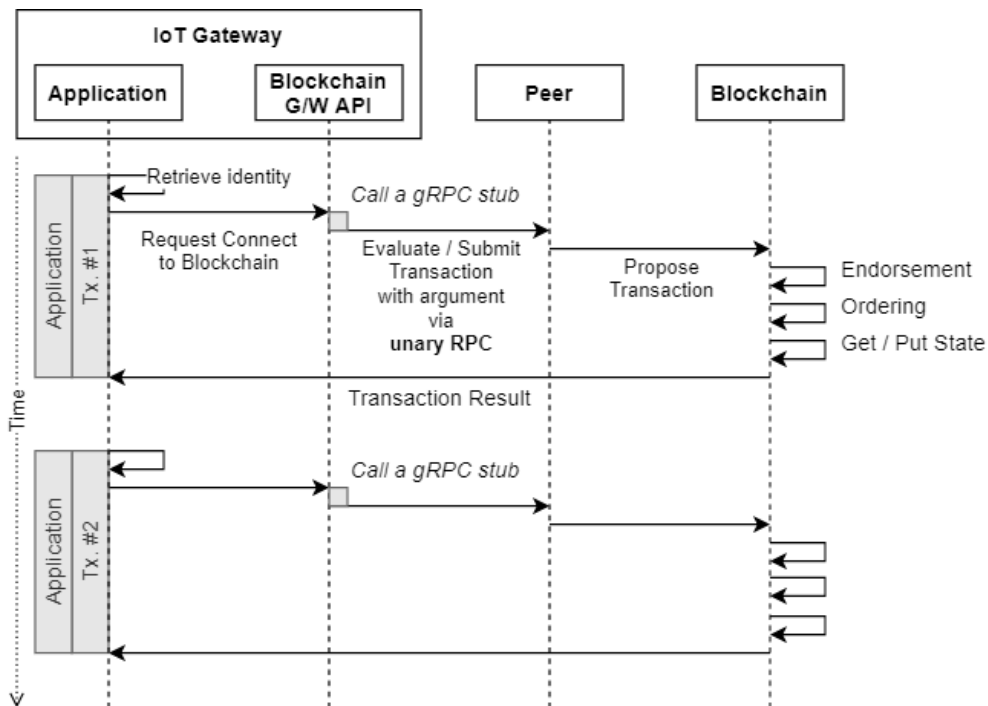 IoT Gateway
Application
Blockchain
G/W API
Peer
Blockchain
Retrieve identity
Call a gRPC stub
Request Connect
to Blockchain
Evaluate / Submit
Transaction
with argument
via
unary RPC
Propose
Transaction
Endorsement
Ordering
Get / Put State
Application
Tx. #1
Transaction Result
Time
Call a gRPC stub
Application
Tx. #2